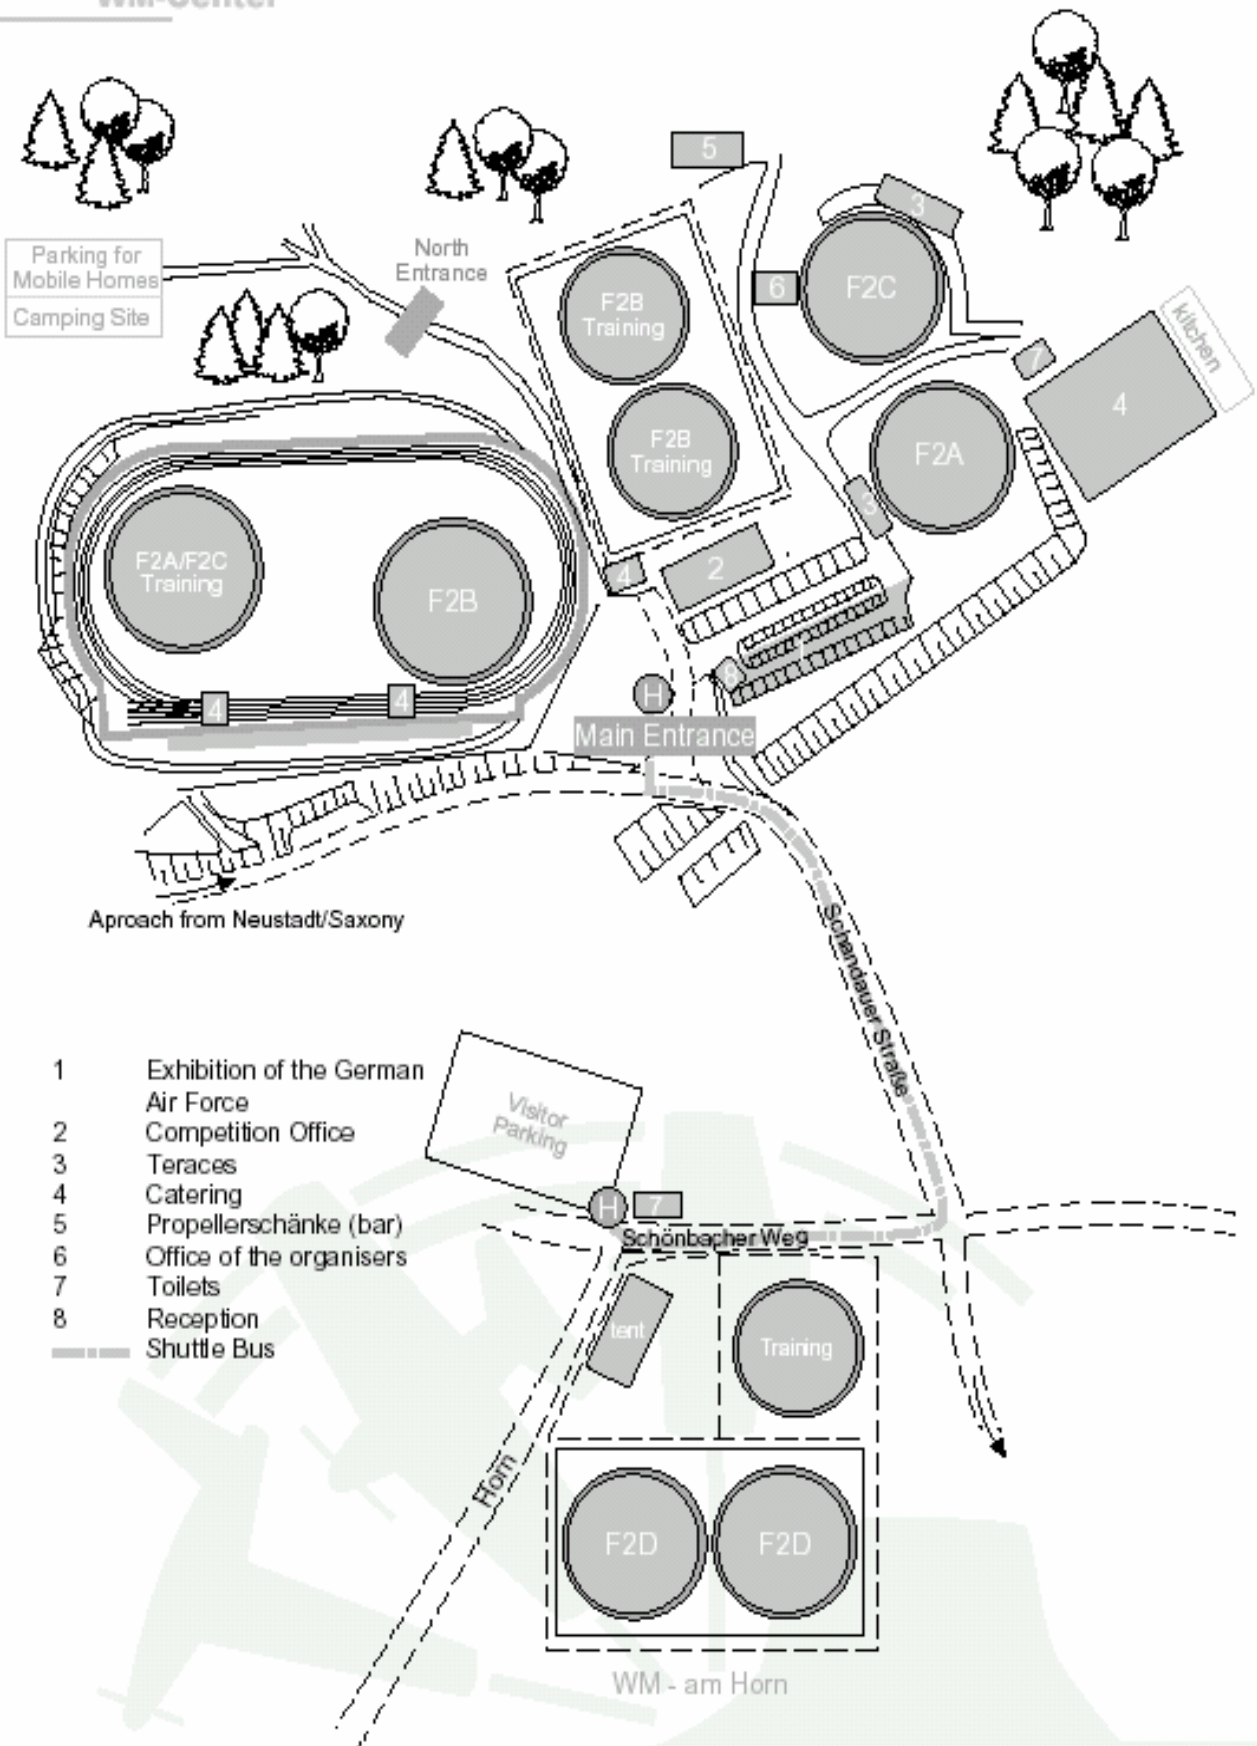 WM-Center
5
3
Parking for
Mobile Homes
Camping Site
North
Entrance
F2B
Training
6
F2C
kitchen
7
4
F2B
Training
F2A
3
F2A/F2C
Training
F2B
4
2
1
8
4
4
H
Main Entrance
Aproach from Neustadt/Saxony
Schandauer Straße
1 Exhibition of the German
Air Force
2 Competition Office
3 Teraces
4 Catering
5 Propellerschänke (bar)
6 Office of the organisers
7 Toilets
8 Reception
Shuttle Bus
Visitor
Parking
H
7
Schönbacher Weg
tent
Training
Horn
F2D
F2D
WM - am Horn